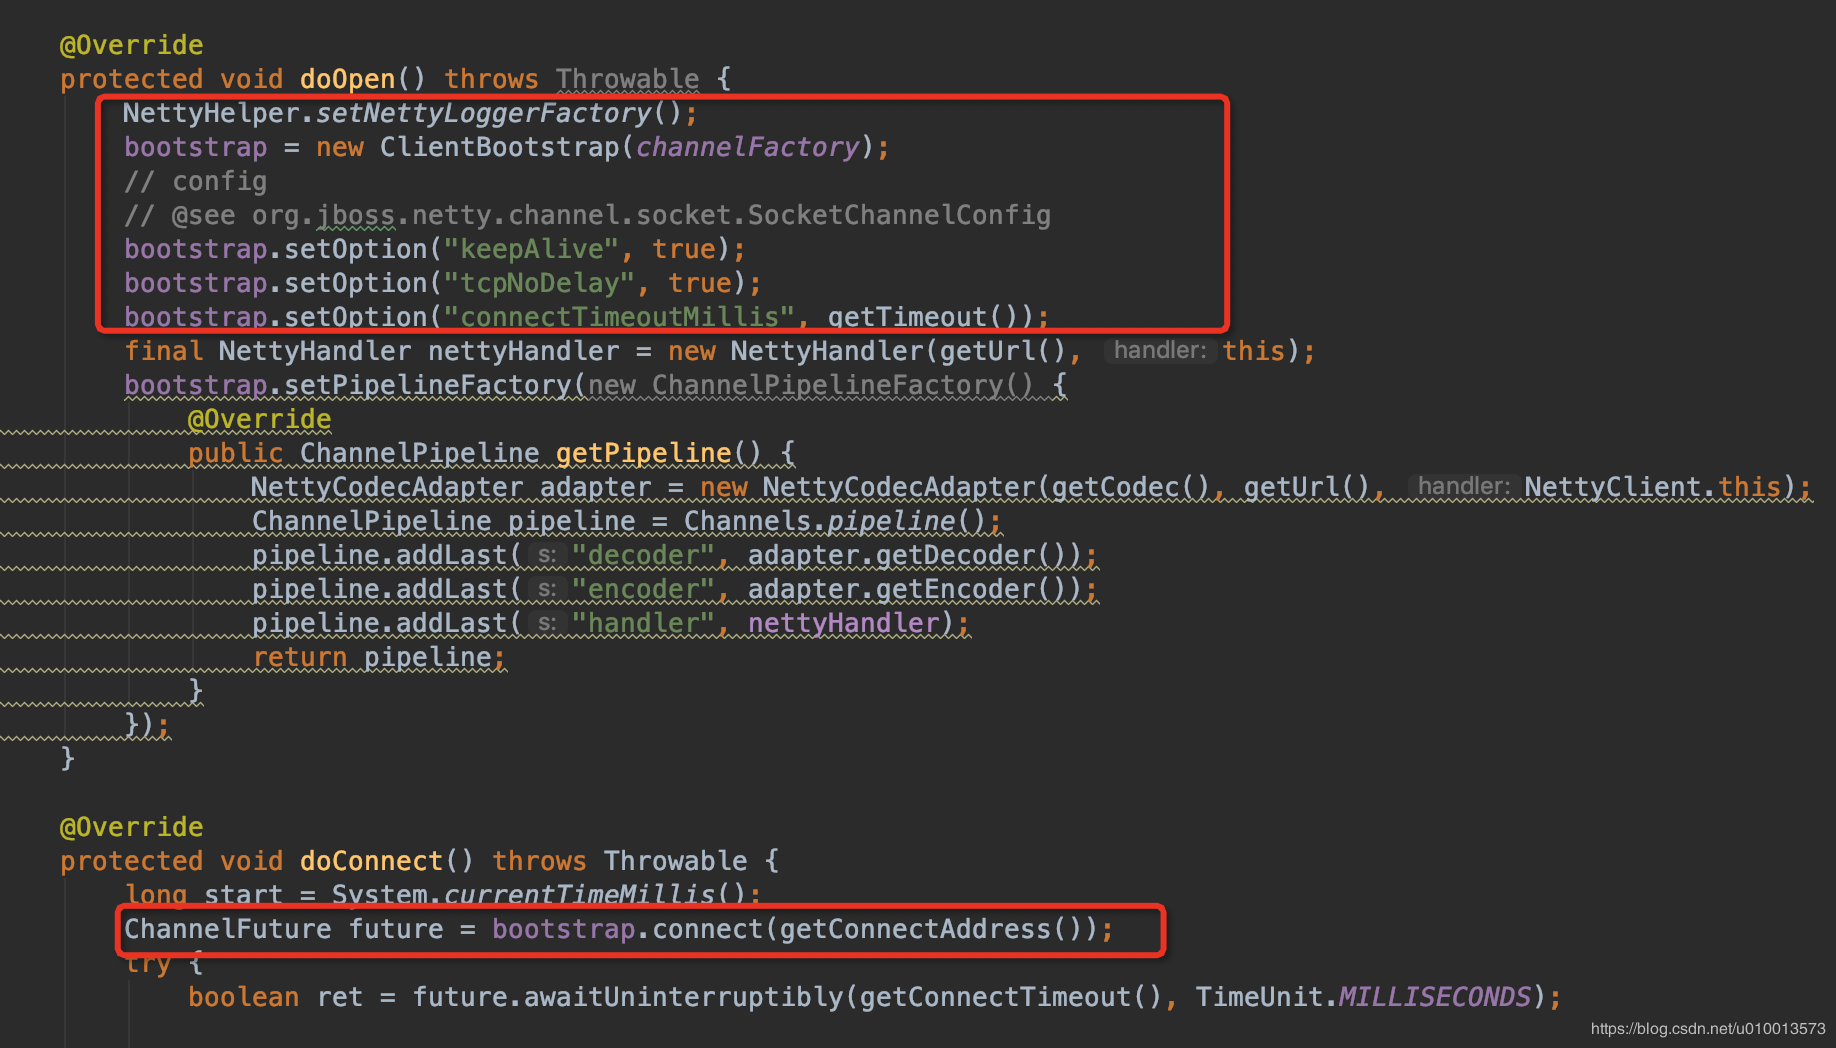 @Override
protected void doOpen() throws Throwable {
NettyHelper.setNettyLoggerFactory();
bootstrap = new ClientBootstrap(channelFactory);
// config
// @see org.jboss.netty.channel.socket.SocketChannelConfig
bootstrap.setOption("keepAlive", true);
bootstrap.setOption("tcpNoDelay", true);
bootstrap.setOption("connectTimeoutMillis", getTimeout());
final NettyHandler nettyHandler = new NettyHandler(getUrl(), handler: this);
bootstrap.setPipelineFactory(new ChannelPipelineFactory() {
@Override
public ChannelPipeline getPipeline() {
NettyCodecAdapter adapter = new NettyCodecAdapter(getCodec(), getUrl(), handler: NettyClient.this);
ChannelPipeline pipeline = Channels.pipeline();
pipeline.addLast( s: "decoder", adapter.getDecoder());
pipeline.addLast( s: "encoder", adapter.getEncoder());
pipeline.addLast( s: "handler", nettyHandler);
return pipeline;
}
});
}
@Override
protected void doConnect() throws Throwable {
long start = System.currentTimeMillis();
ChannelFuture future = bootstrap.connect(getConnectAddress());
try {
boolean ret = future.awaitUninterruptibly(getConnectTimeout(), TimeUnit.MILLISECONDS);
https://blog.csdn.net/u010013573